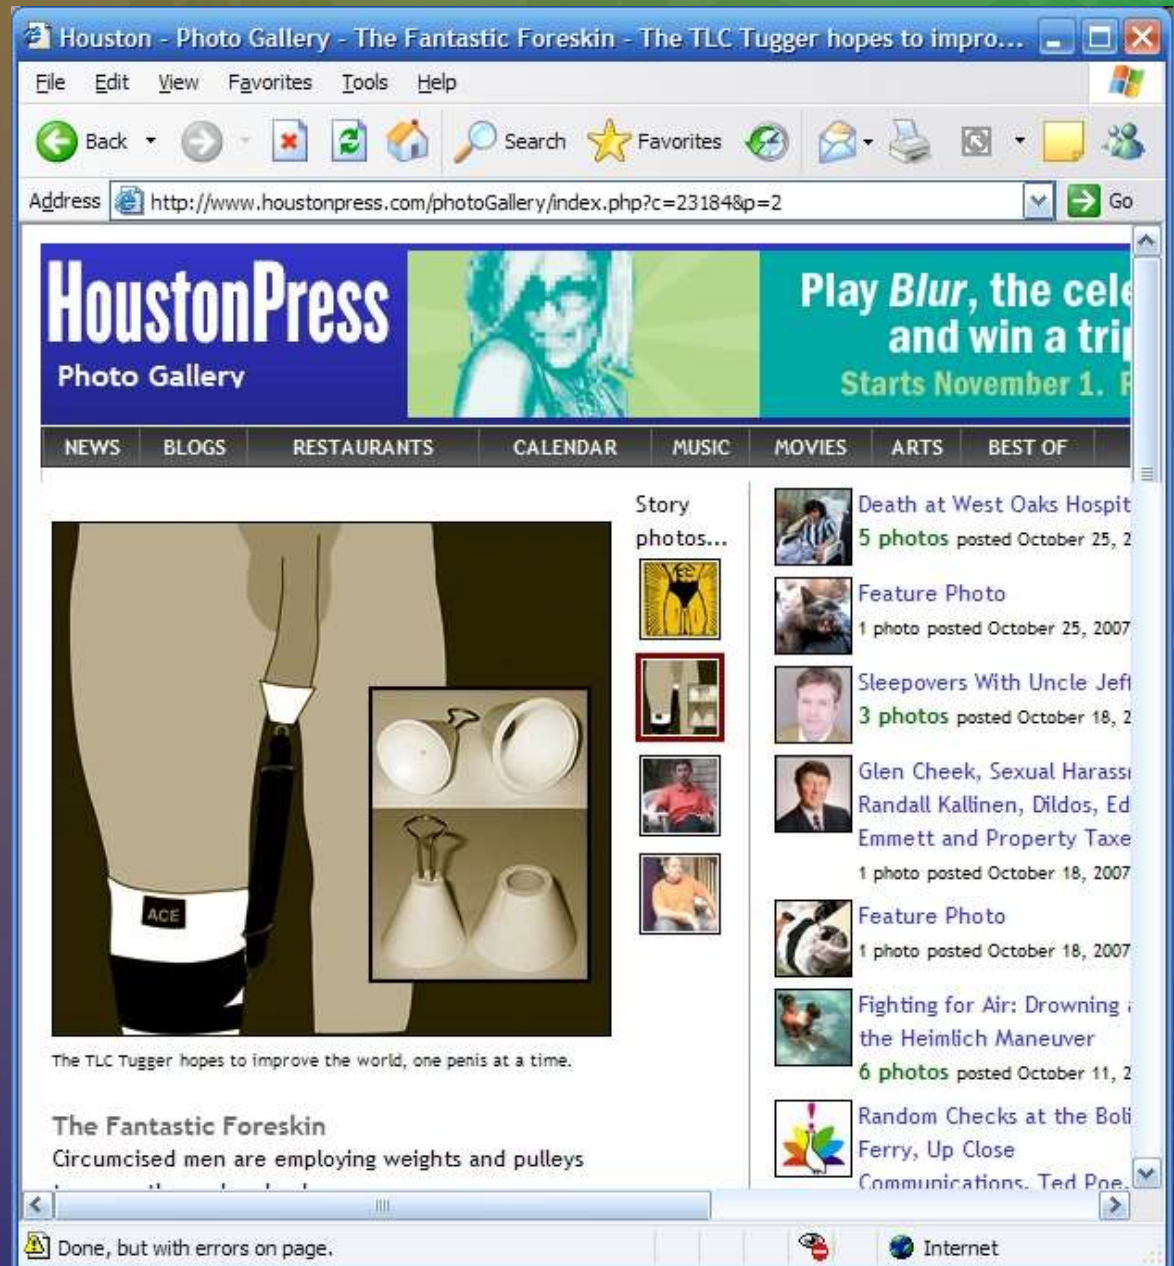 Houston - Photo Gallery - The Fantastic Foreskin - The TLC Tugger hopes to impro...
File Edit View Favorites Tools Help
Back Search Favorites
Address http://www.houstonpress.com/photoGallery/index.php?c=23184&p=2 Go
HoustonPress
Photo Gallery
Play Blur, the cele
and win a trip
Starts November 1.
NEWS BLOGS RESTAURANTS CALENDAR MUSIC MOVIES ARTS BEST OF
ACE
The TLC Tugger hopes to improve the world, one penis at a time.
The Fantastic Foreskin
Circumcised men are employing weights and pulleys
Story
photos...
Death at West Oaks Hospit
5 photos posted October 25, 2
Feature Photo
1 photo posted October 25, 2007
Sleepovers With Uncle Jeff
3 photos posted October 18, 2
Glen Cheek, Sexual Harass
Randall Kallinen, Dildos, Ed
Emmett and Property Taxe
1 photo posted October 18, 2007
Feature Photo
1 photo posted October 18, 2007
Fighting for Air: Drowning
the Heimlich Maneuver
6 photos posted October 11, 2
Random Checks at the Boli
Ferry, Up Close
Communications, Ted Poe,
Done, but with errors on page.
Internet